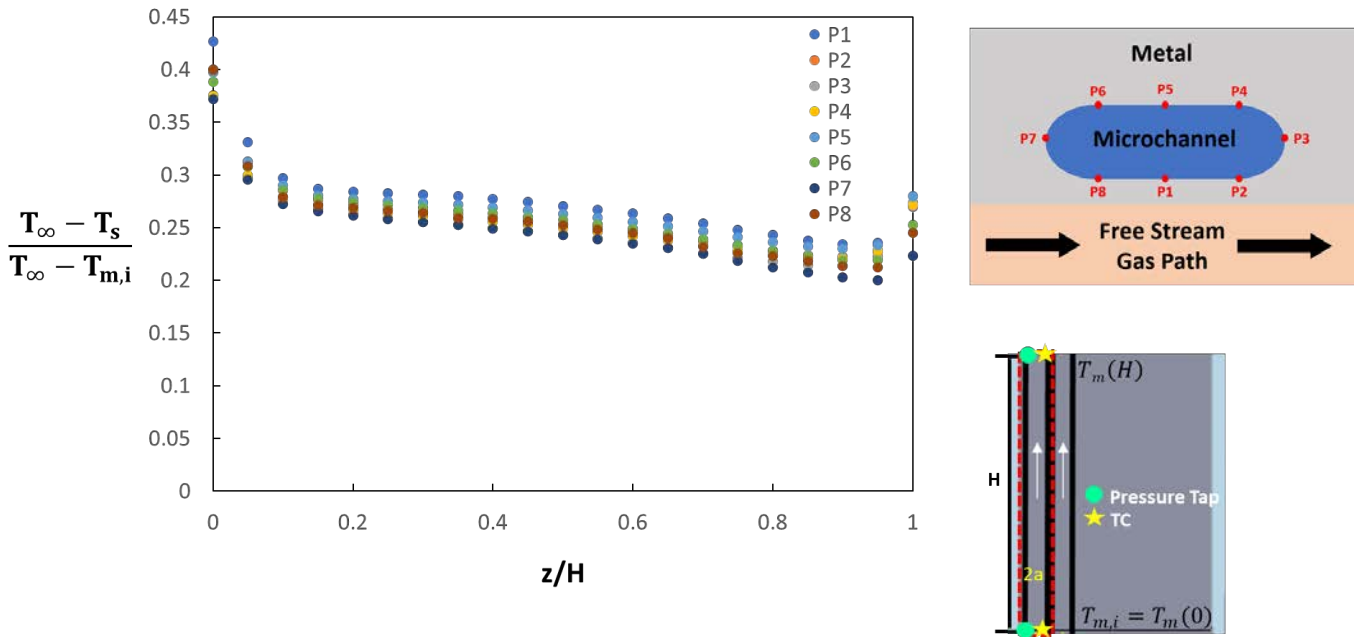 0.45
0.4
0.35
0.3
0.25
0.2
0.15
0.1
0.05
0
0 0.2 0.4 0.6 0.8 1
z/H
T∞ − Ts
T∞ − Tm,i
P1
P2
P3
P4
P5
P6
P7
P8
Metal
P6 P5 P4
P7 Microchannel P3
P8 P1 P2
Free Stream
Gas Path
Tm(H)
H
Pressure Tap
TC
2a
Tm,i = Tm(0)